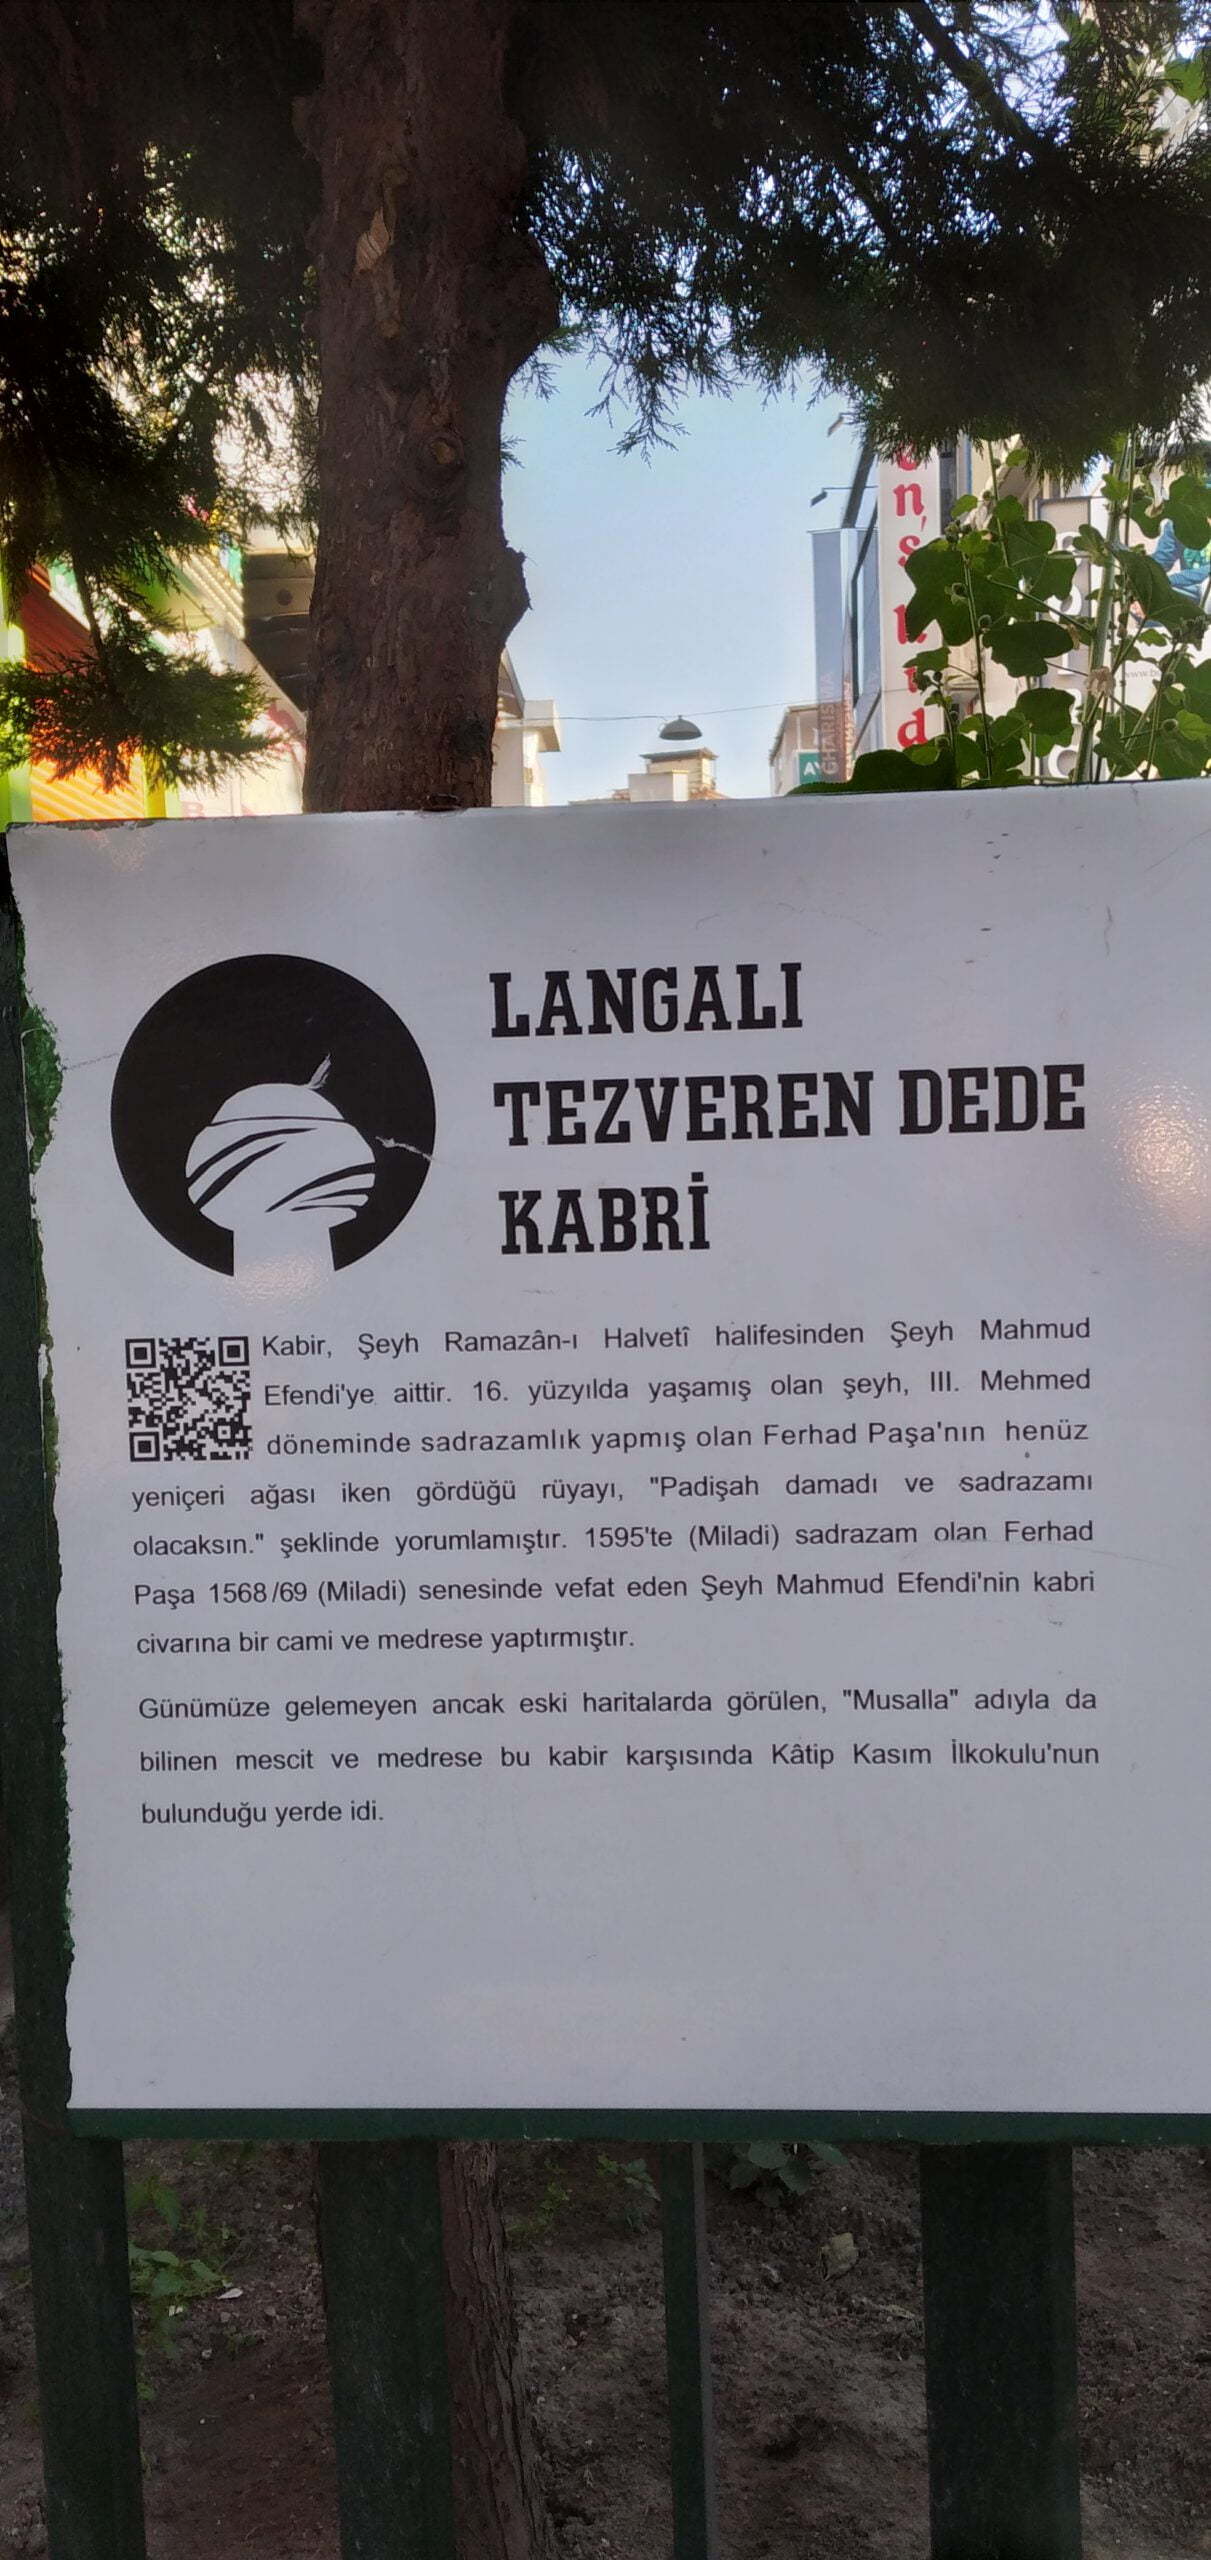 LANGALI
TEZVEREN DEDE
KABRİ
Kabir, Şeyh Ramazân-ı Halvetî halifesinden Şeyh Mahmud
Efendi'ye aittir. 16. yüzyılda yaşamış olan şeyh, III. Mehmed
döneminde sadrazamlık yapmış olan Ferhad Paşa'nın henüz
yeniçeri ağası iken gördüğü rüyayı, "Padişah damadı ve sadrazamı
olacaksın." şeklinde yorumlamıştır. 1595'te (Miladi) sadrazam olan Ferhad
Paşa 1568/69 (Miladi) senesinde vefat eden Şeyh Mahmud Efendi'nin kabri
civarına bir cami ve medrese yaptırmıştır.
Günümüze gelemeyen ancak eski haritalarda görülen, "Musalla" adıyla da
bilinen mescit ve medrese bu kabir karşısında Kâtip Kasım İlkokulu'nun
bulunduğu yerde idi.